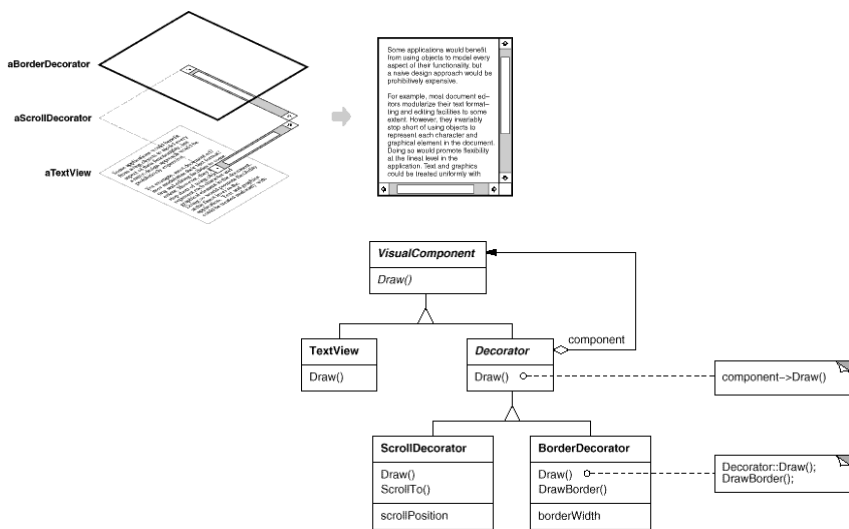 aBorderDecorator
aScrollDecorator
aTextView
Some applications would benefit
from using objects to model every
aspect of their functionality, but
a naive design approach would be
prohibitively expensive.
For example, most document ed-
itors modularize their text format-
ting and editing facilities to some
extent. However, they invariably
stop short of using objects to
represent each character and
graphical element in the document.
Doing so would promote flexibility
at the finest level in the
application. Text and graphics
could be treated uniformly with
VisualComponent
Draw()
component
TextView
Draw()
Decorator
Draw()
component->Draw()
ScrollDecorator
Draw()
ScrollTo()
scrollPosition
BorderDecorator
Draw()
DrawBorder()
borderWidth
Decorator::Draw();
DrawBorder();